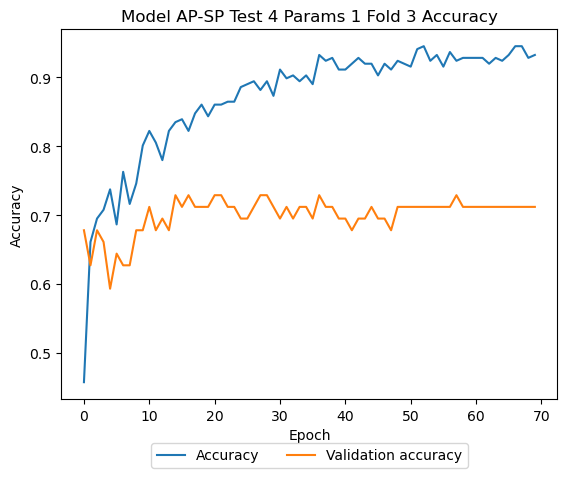 Model AP-SP Test 4 Params 1 Fold 3 Accuracy
Accuracy
0.9
0.8
0.7
0.6
0.5
0 10 20 30 40 50 60 70
Epoch
Accuracy Validation accuracy